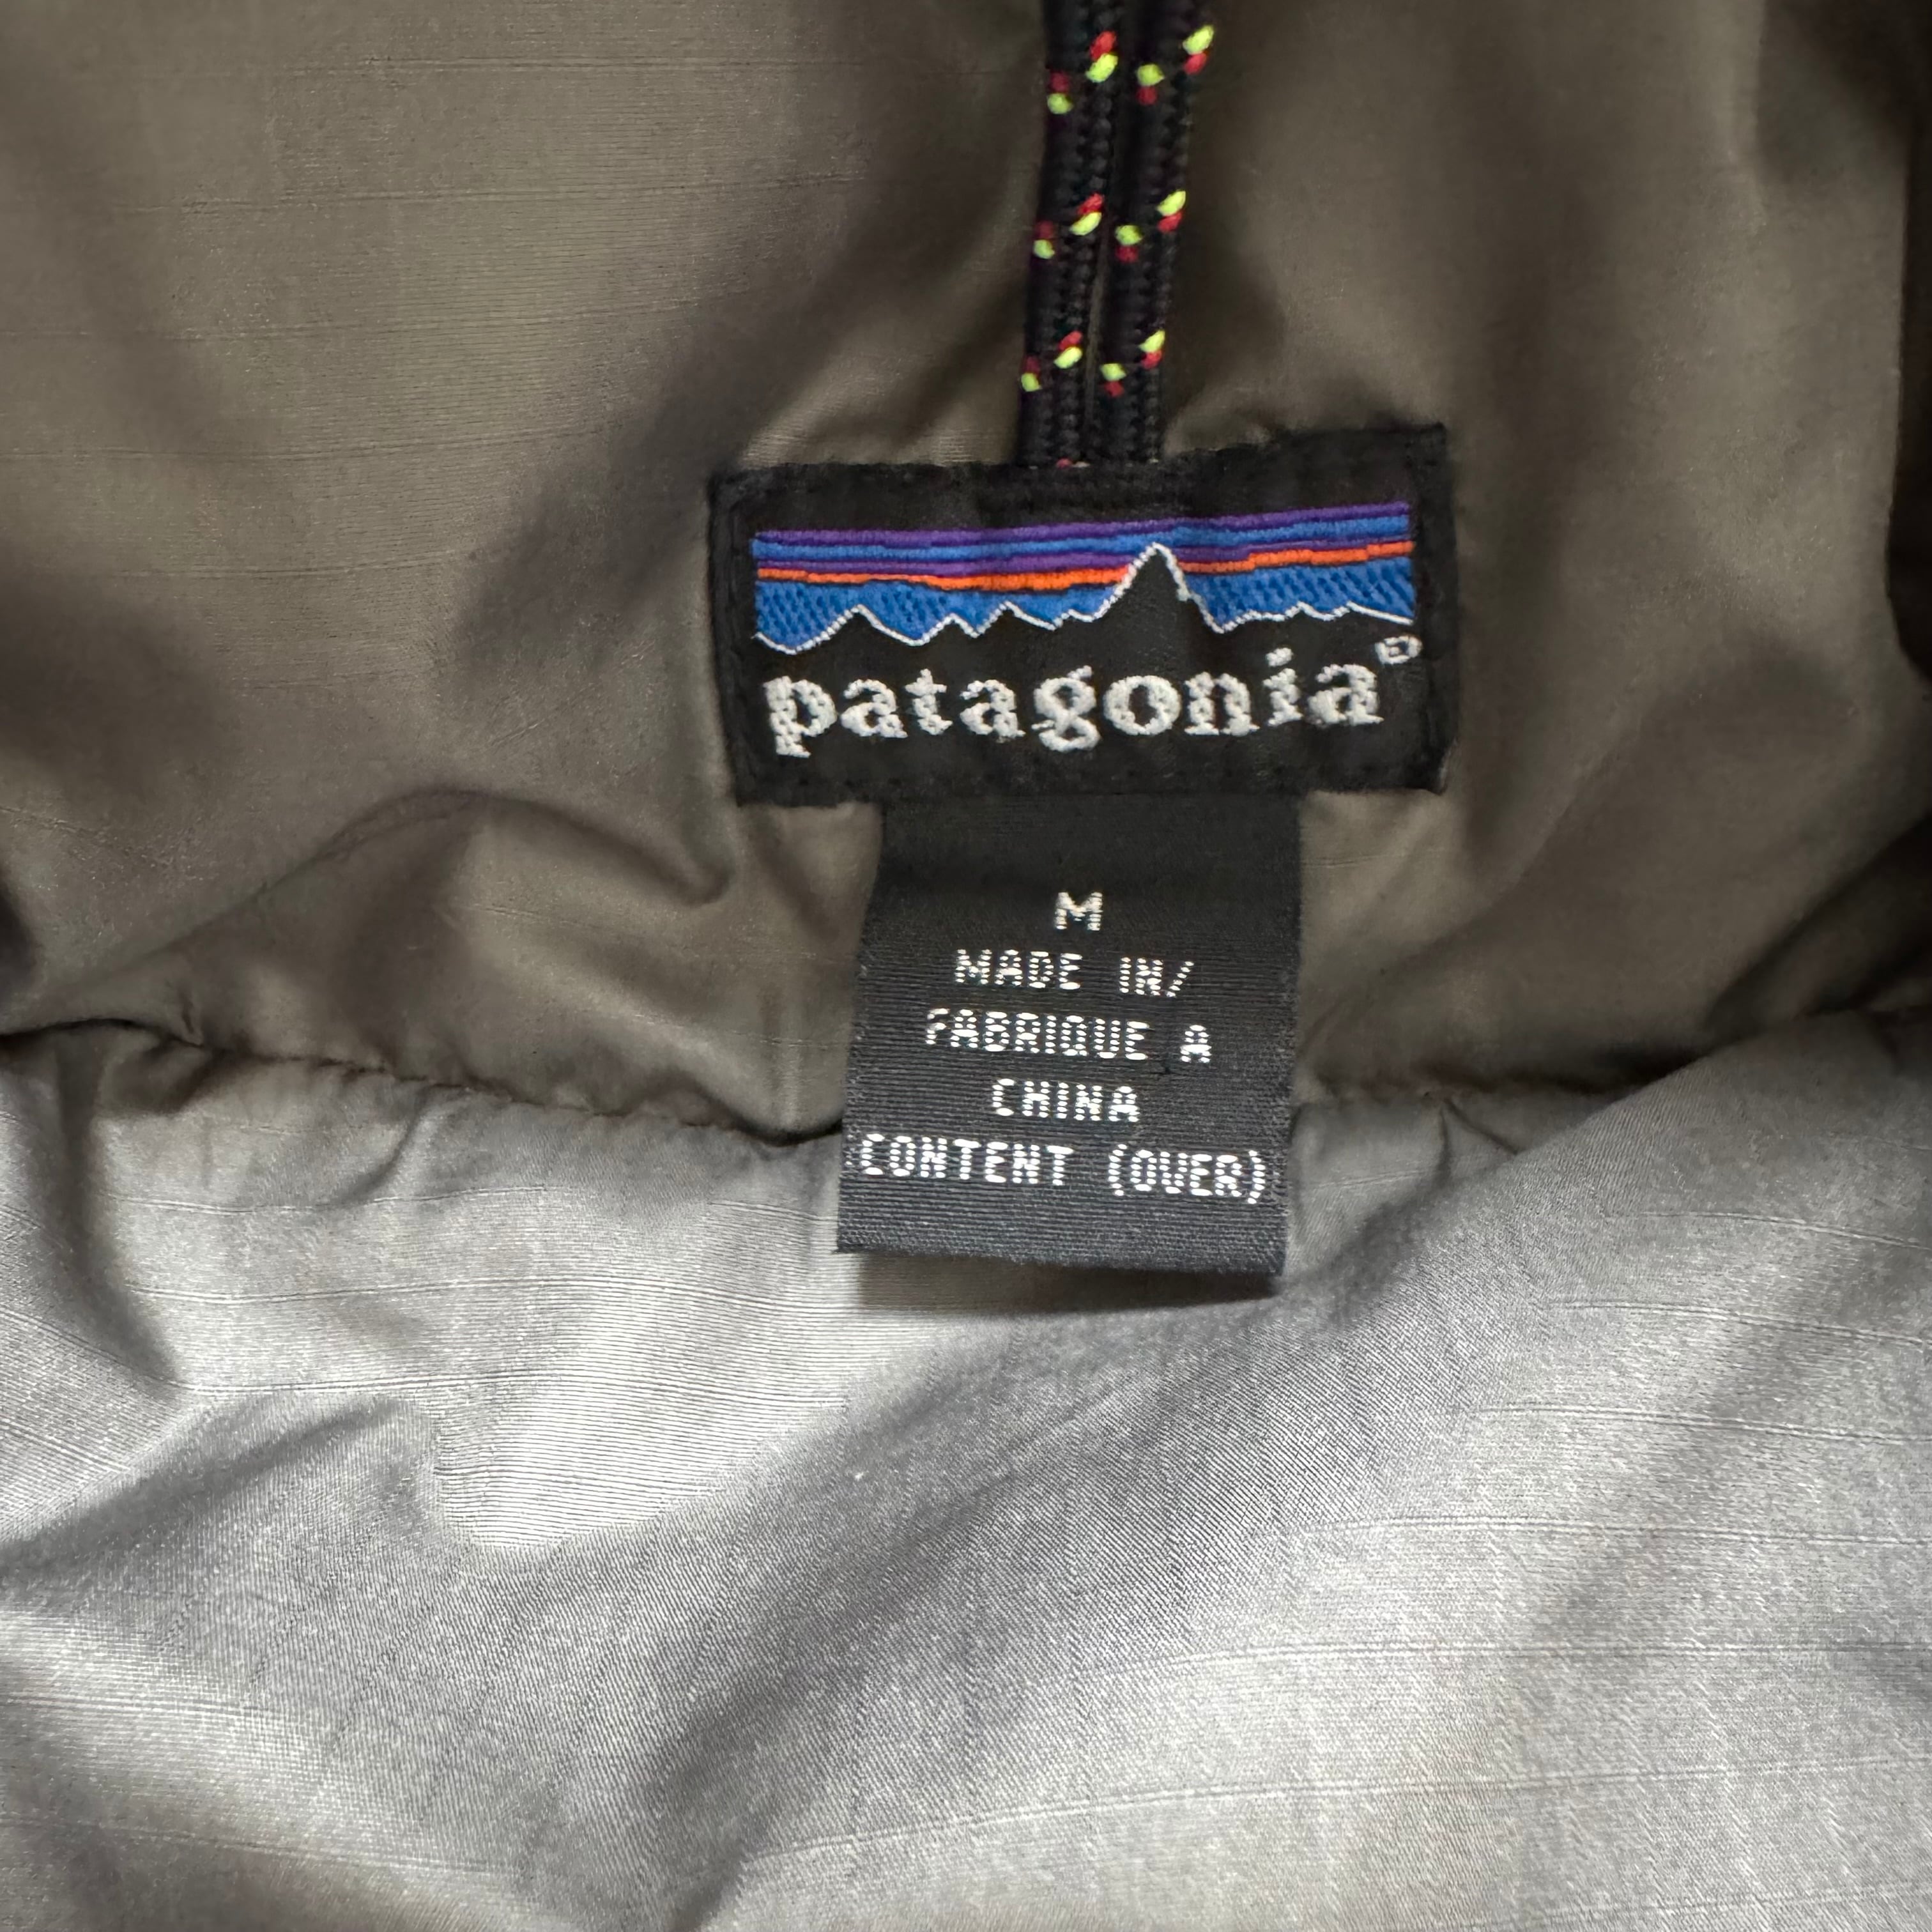 patagonia®
M
MADE IN/
FABRIQUE A
CHINA
CONTENT (OVER)